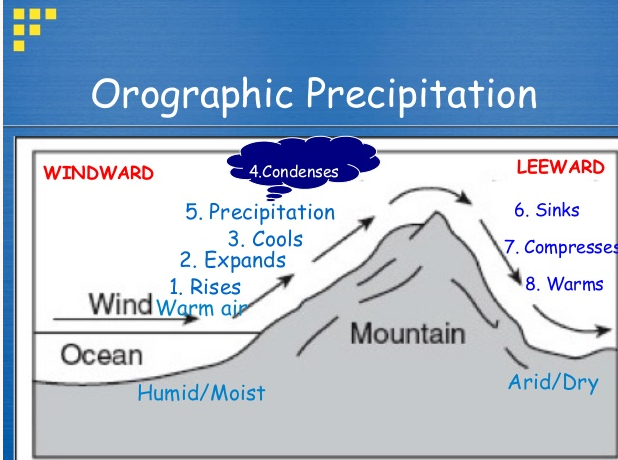 Orographic Precipitation
WINDWARD
4.Condenses
LEEWARD
5. Precipitation
3. Cools
2. Expands
1. Rises
Warm air
Wind
6. Sinks
7. Compresses
8. Warms
Ocean
Mountain
Humid/Moist
Arid/Dry